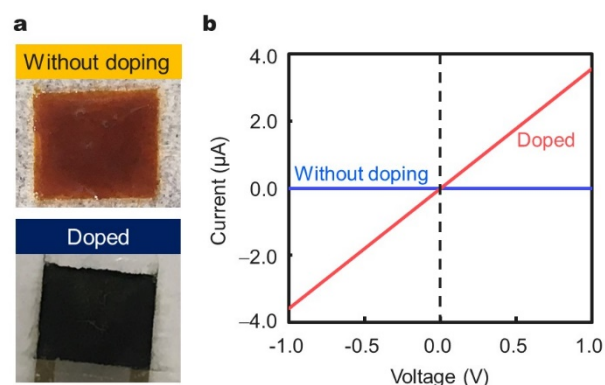 a
Without doping
Doped
b
4.0
2.0
0.0
−2.0
−4.0
Current (µA)
Without doping
Doped
-1.0 -0.5 0.0 0.5 1.0
Voltage (V)